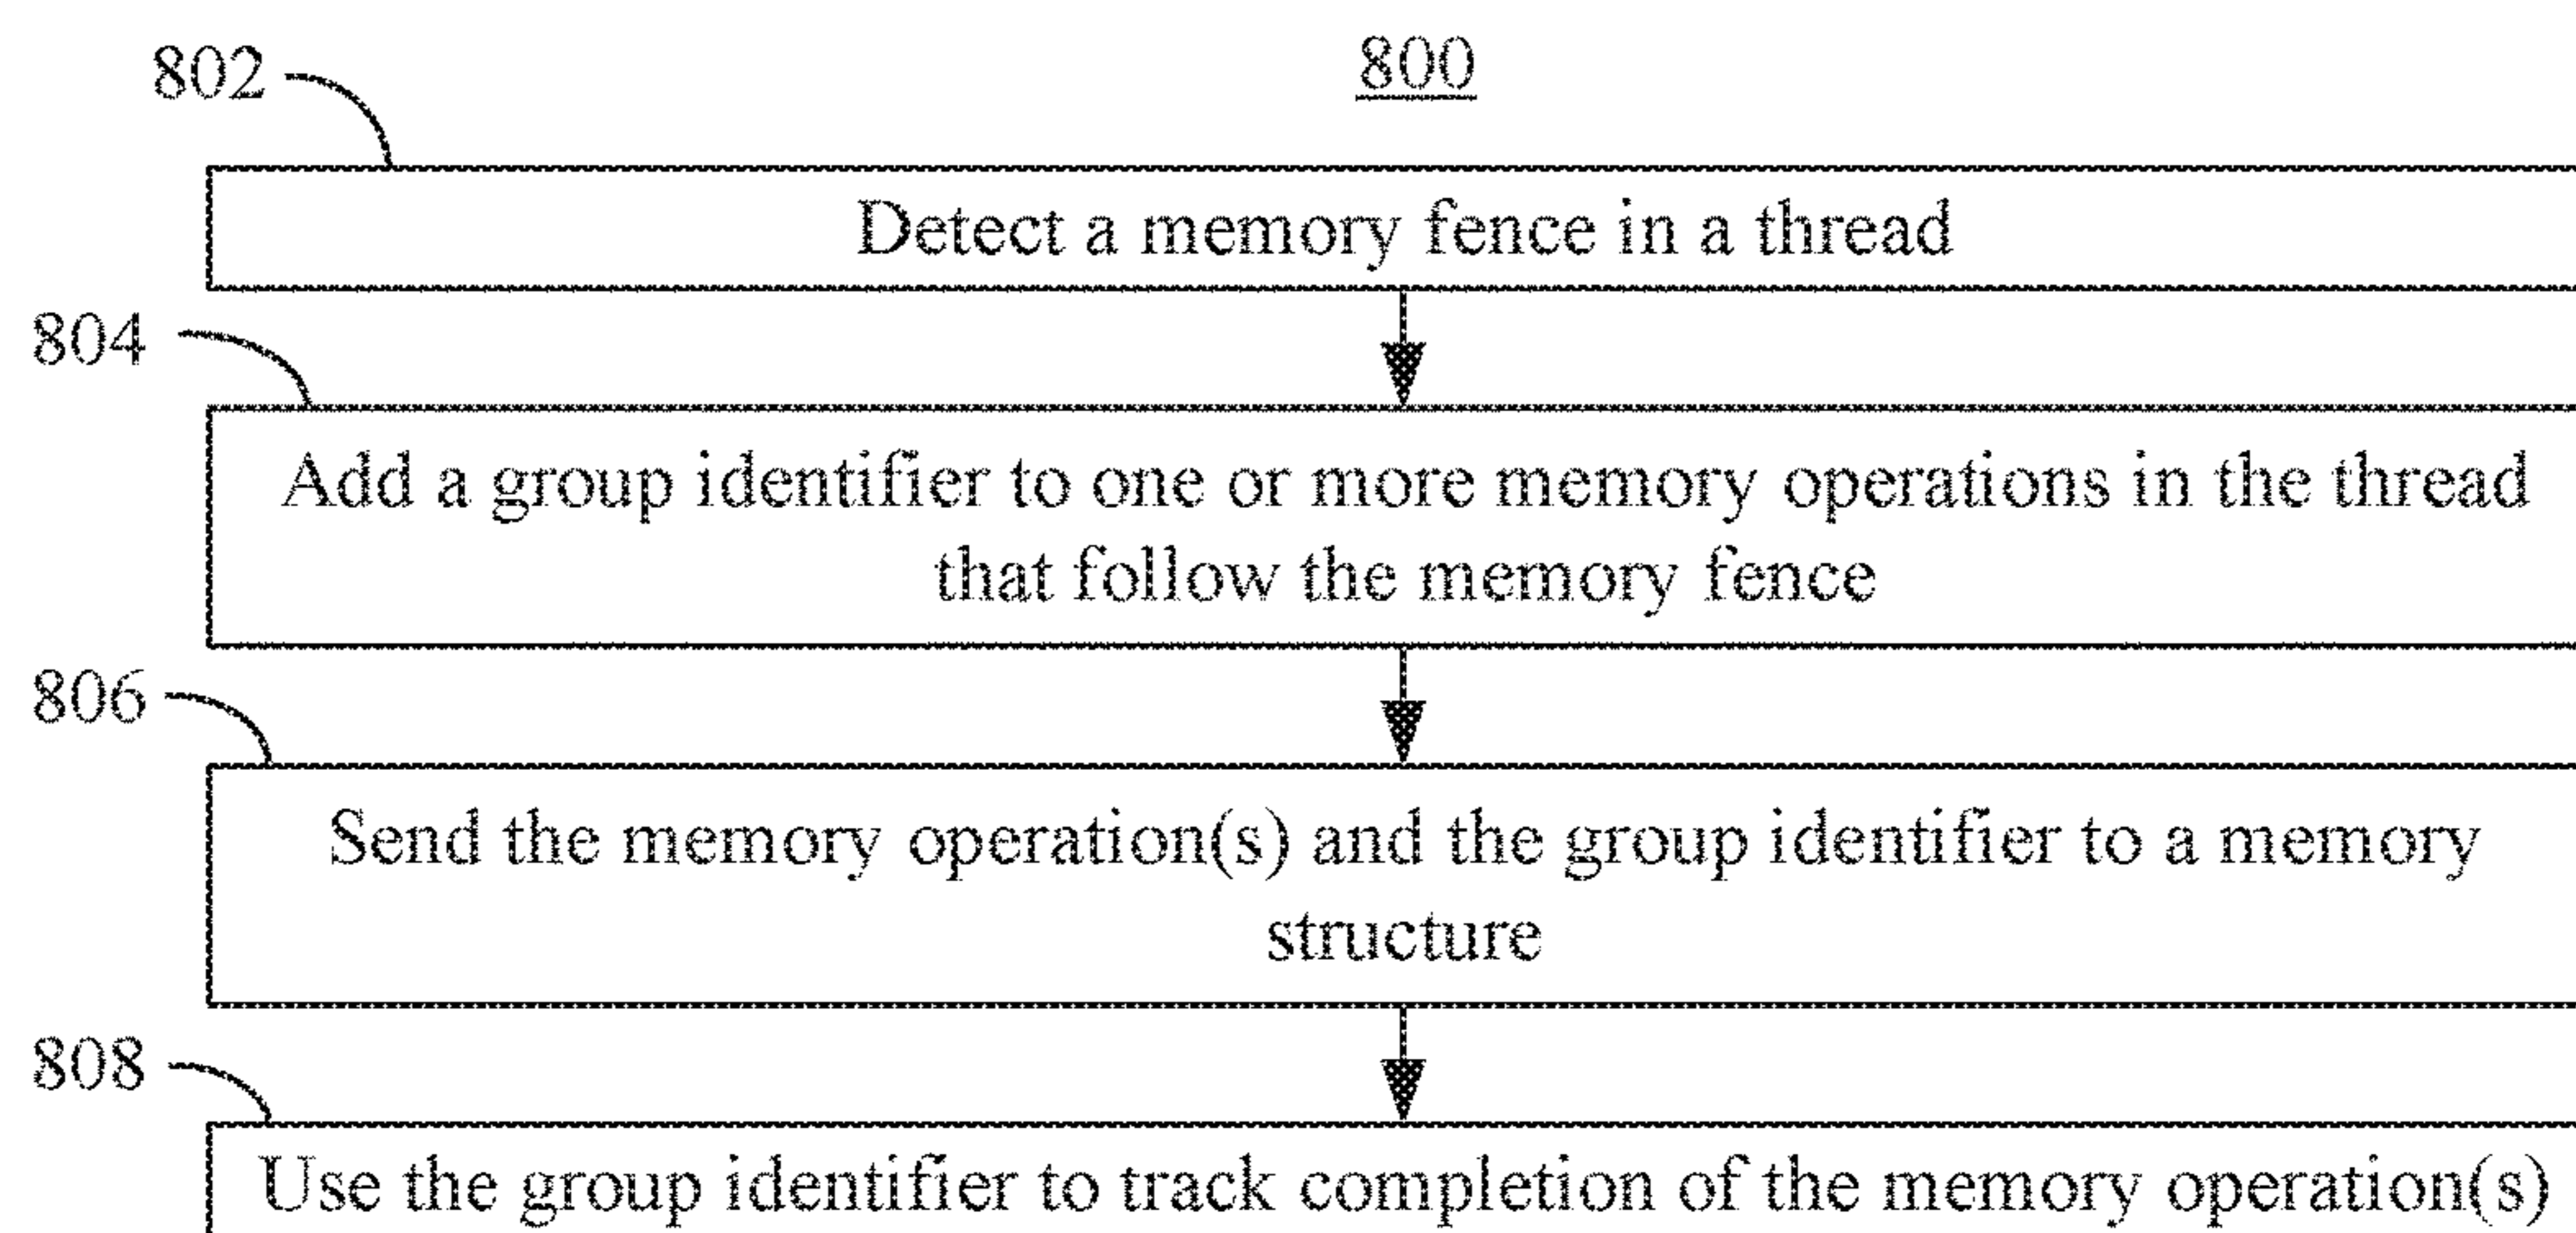 800
802
Detect a memory fence in a thread
804
Add a group identifier to one or more memory operations in the thread
that follow the memory fence
806
Send the memory operation(s) and the group identifier to a memory
structure
808
Use the group identifier to track completion of the memory operation(s)